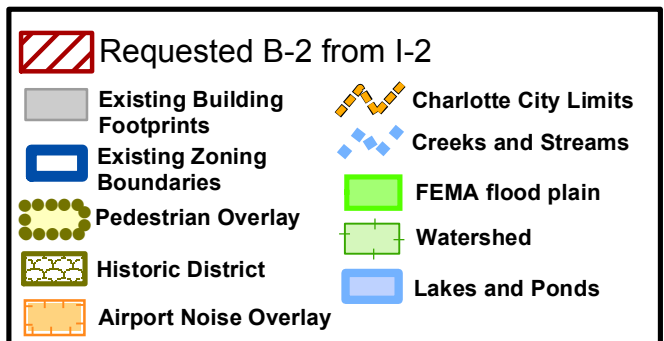 Requested B-2 from I-2
Existing Building
Footprints
Existing Zoning
Boundaries
Pedestrian Overlay
Historic District
Airport Noise Overlay
Charlotte City Limits
Creeks and Streams
FEMA flood plain
Watershed
Lakes and Ponds